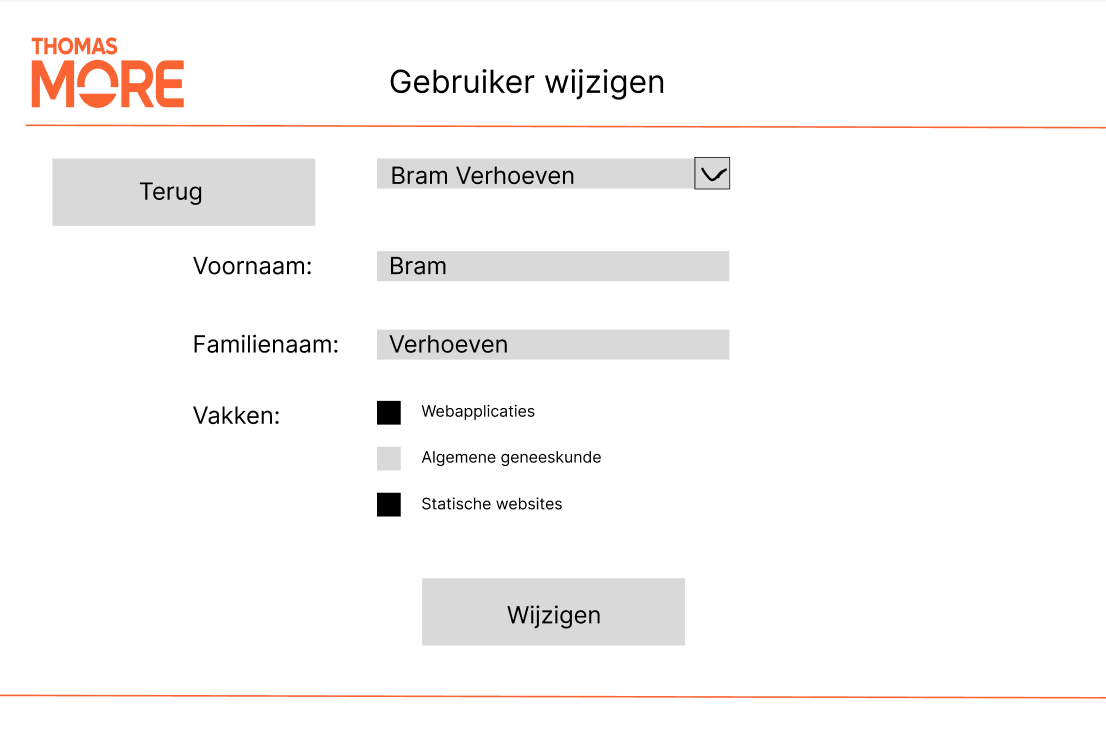 THOMAS
MORE
Gebruiker wijzigen
Terug
Bram Verhoeven
Voornaam:
Bram
Familienaam:
Verhoeven
Vakken:
Webapplicaties
Algemene geneeskunde
Statische websites
Wijzigen